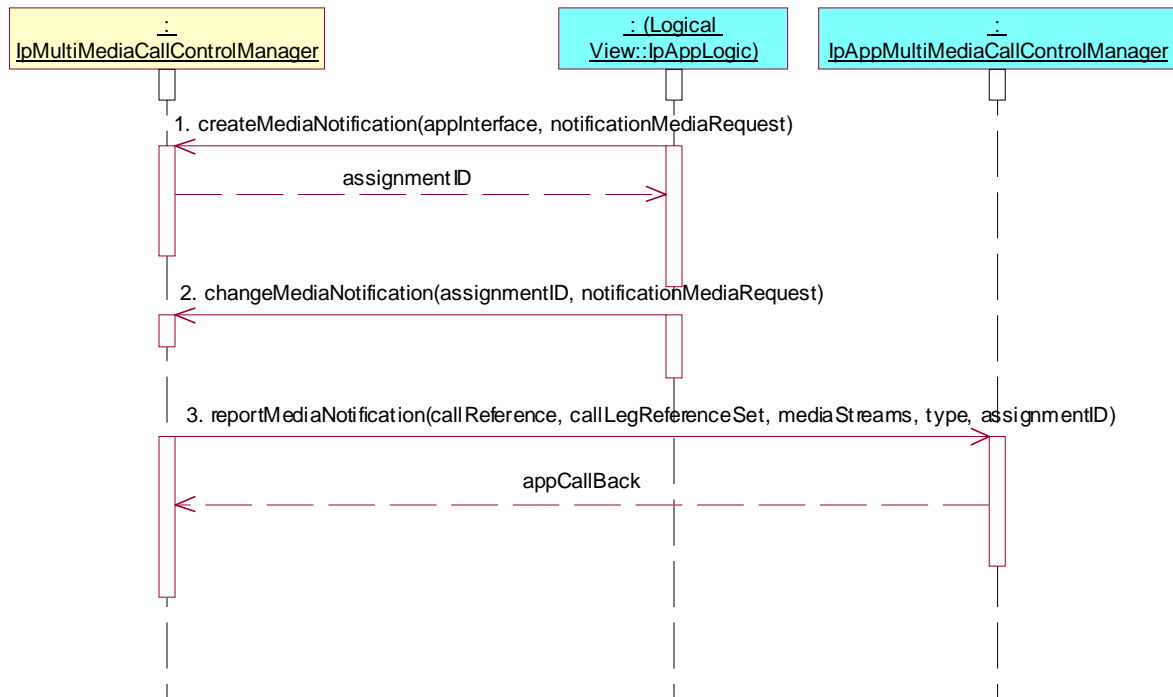 :
IpMultiMediaCallControlManager
: (Logical
View::IpAppLogic)
:
IpAppMultiMediaCallControlManager
1. createMediaNotification(appInterface, notificationMediaRequest)
assignmentID
2. changeMediaNotification(assignmentID, notificationMediaRequest)
3. reportMediaNotification(callReference, callLegReferenceSet, mediaStreams, type, assignmentID)
appCallBack